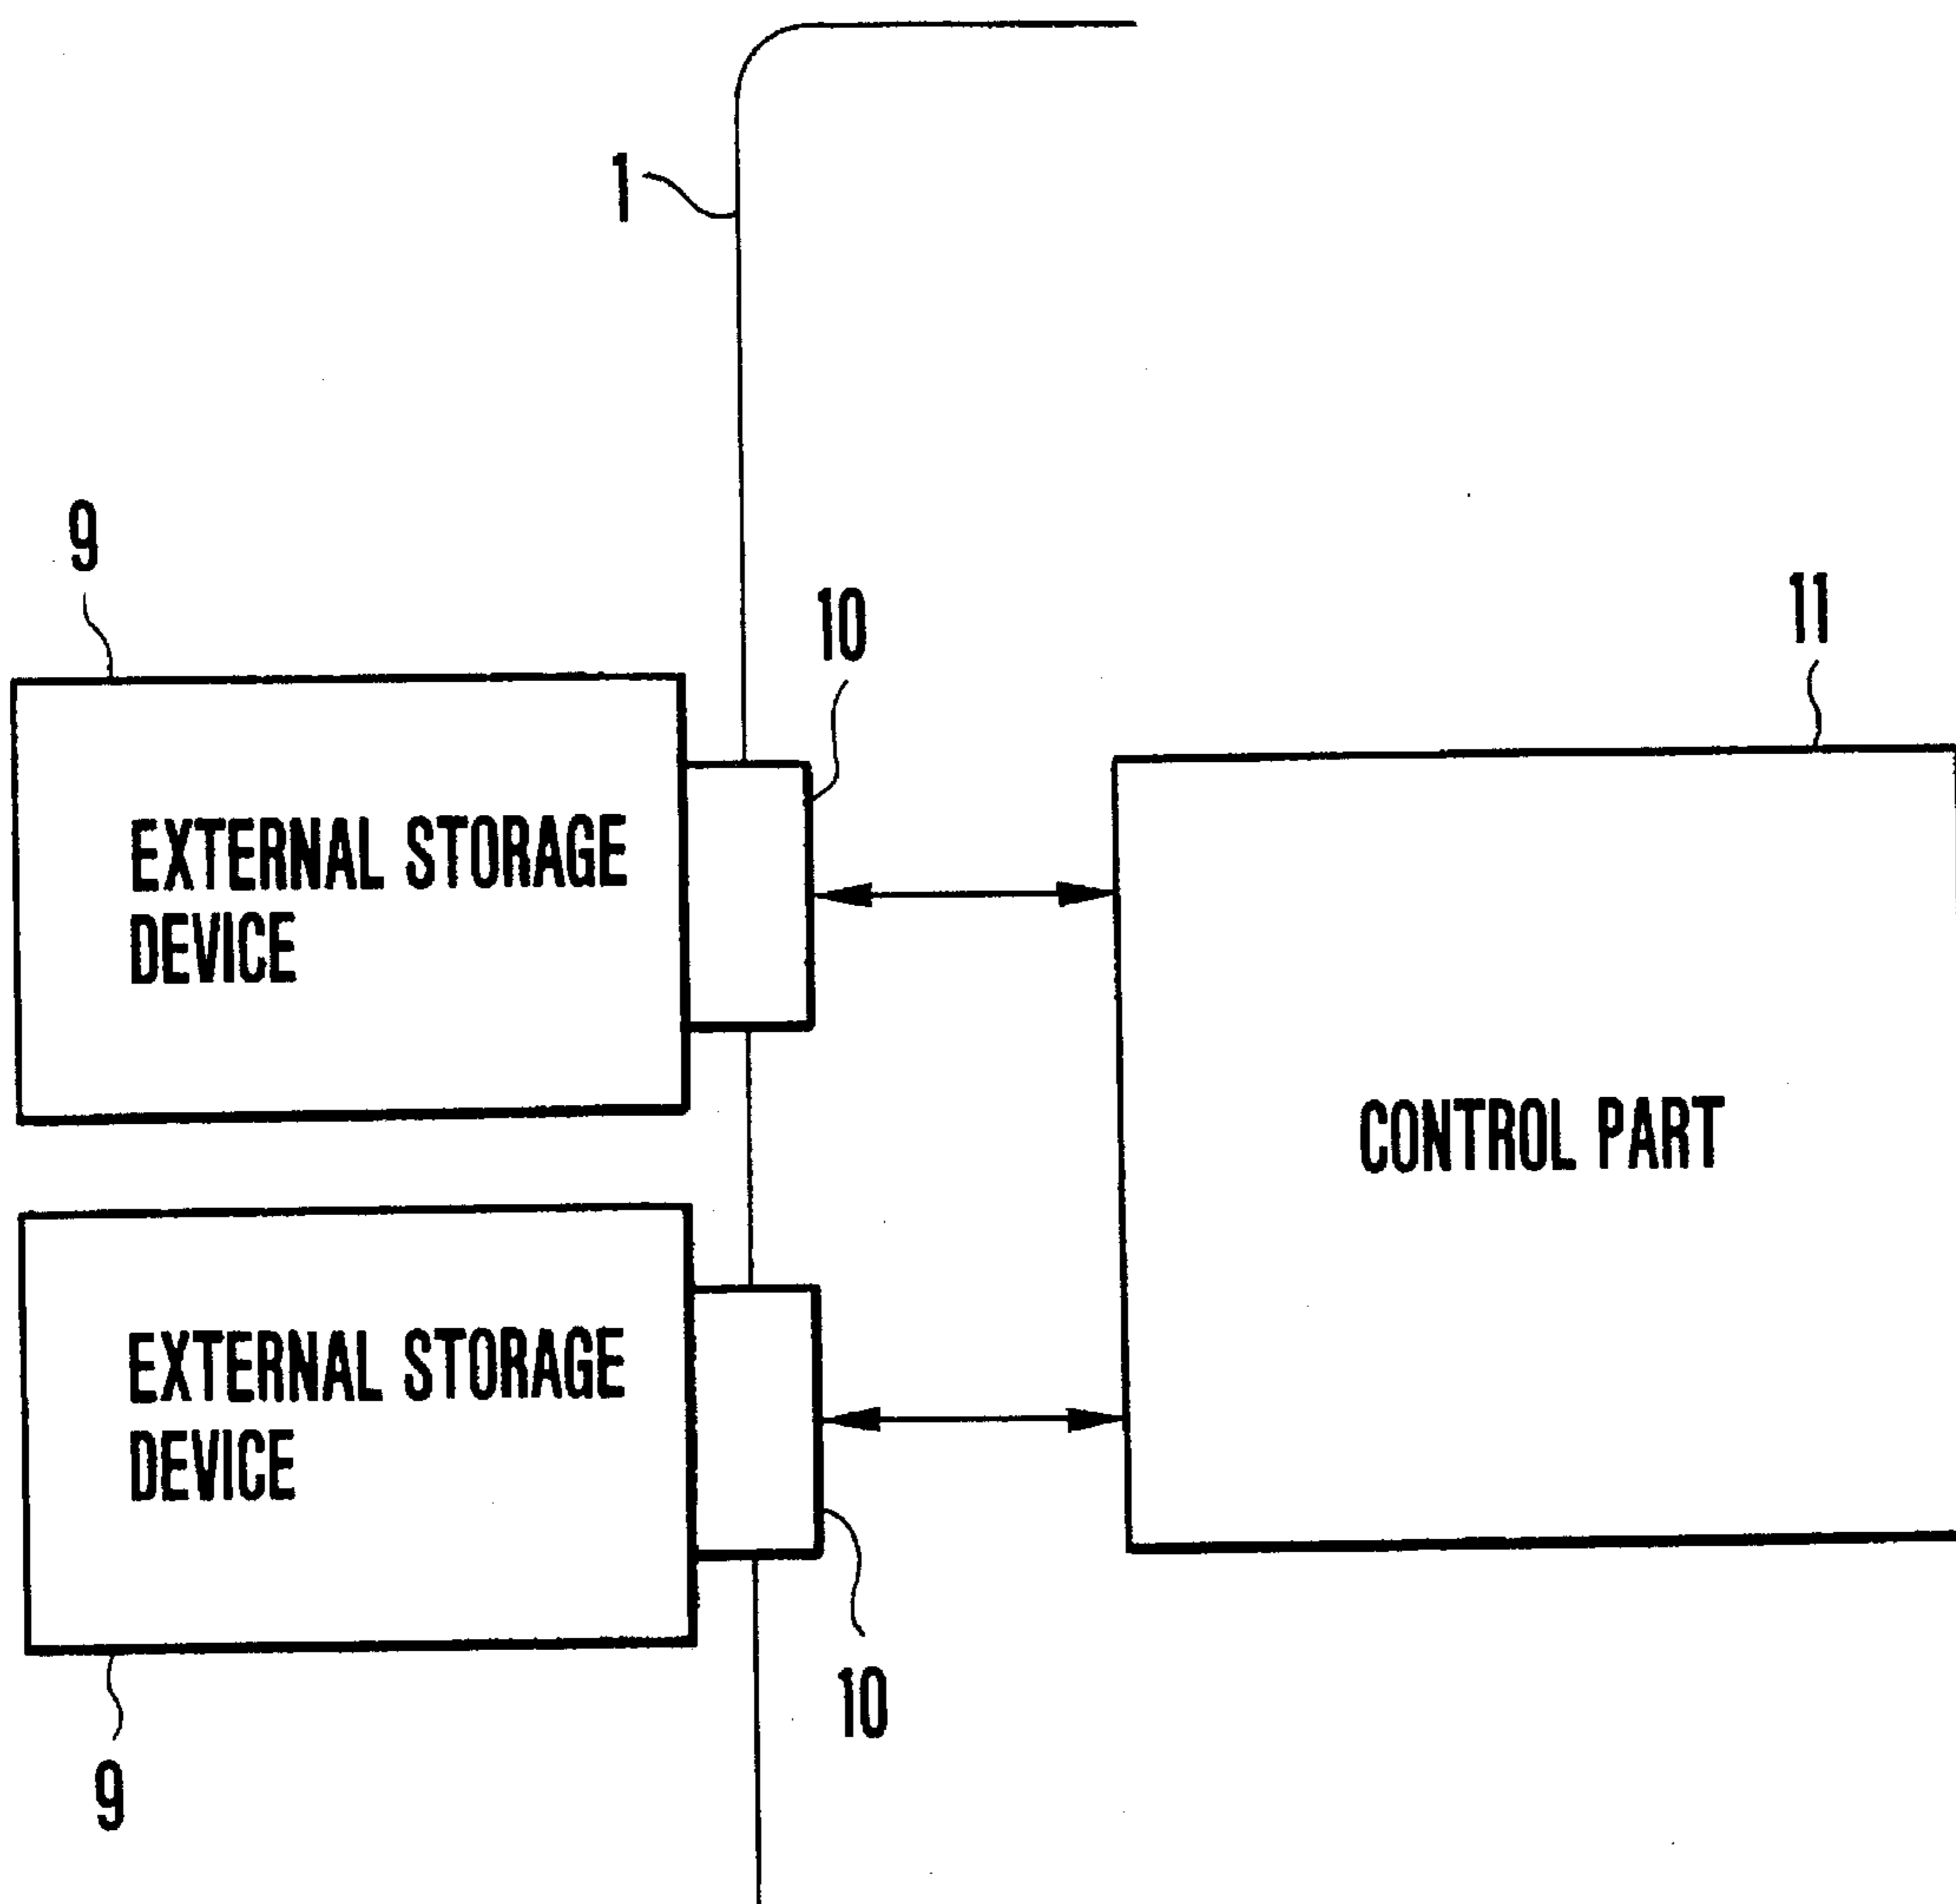 1
9
10
11
EXTERNAL STORAGE
DEVICE
CONTROL PART
EXTERNAL STORAGE
DEVICE
10
9